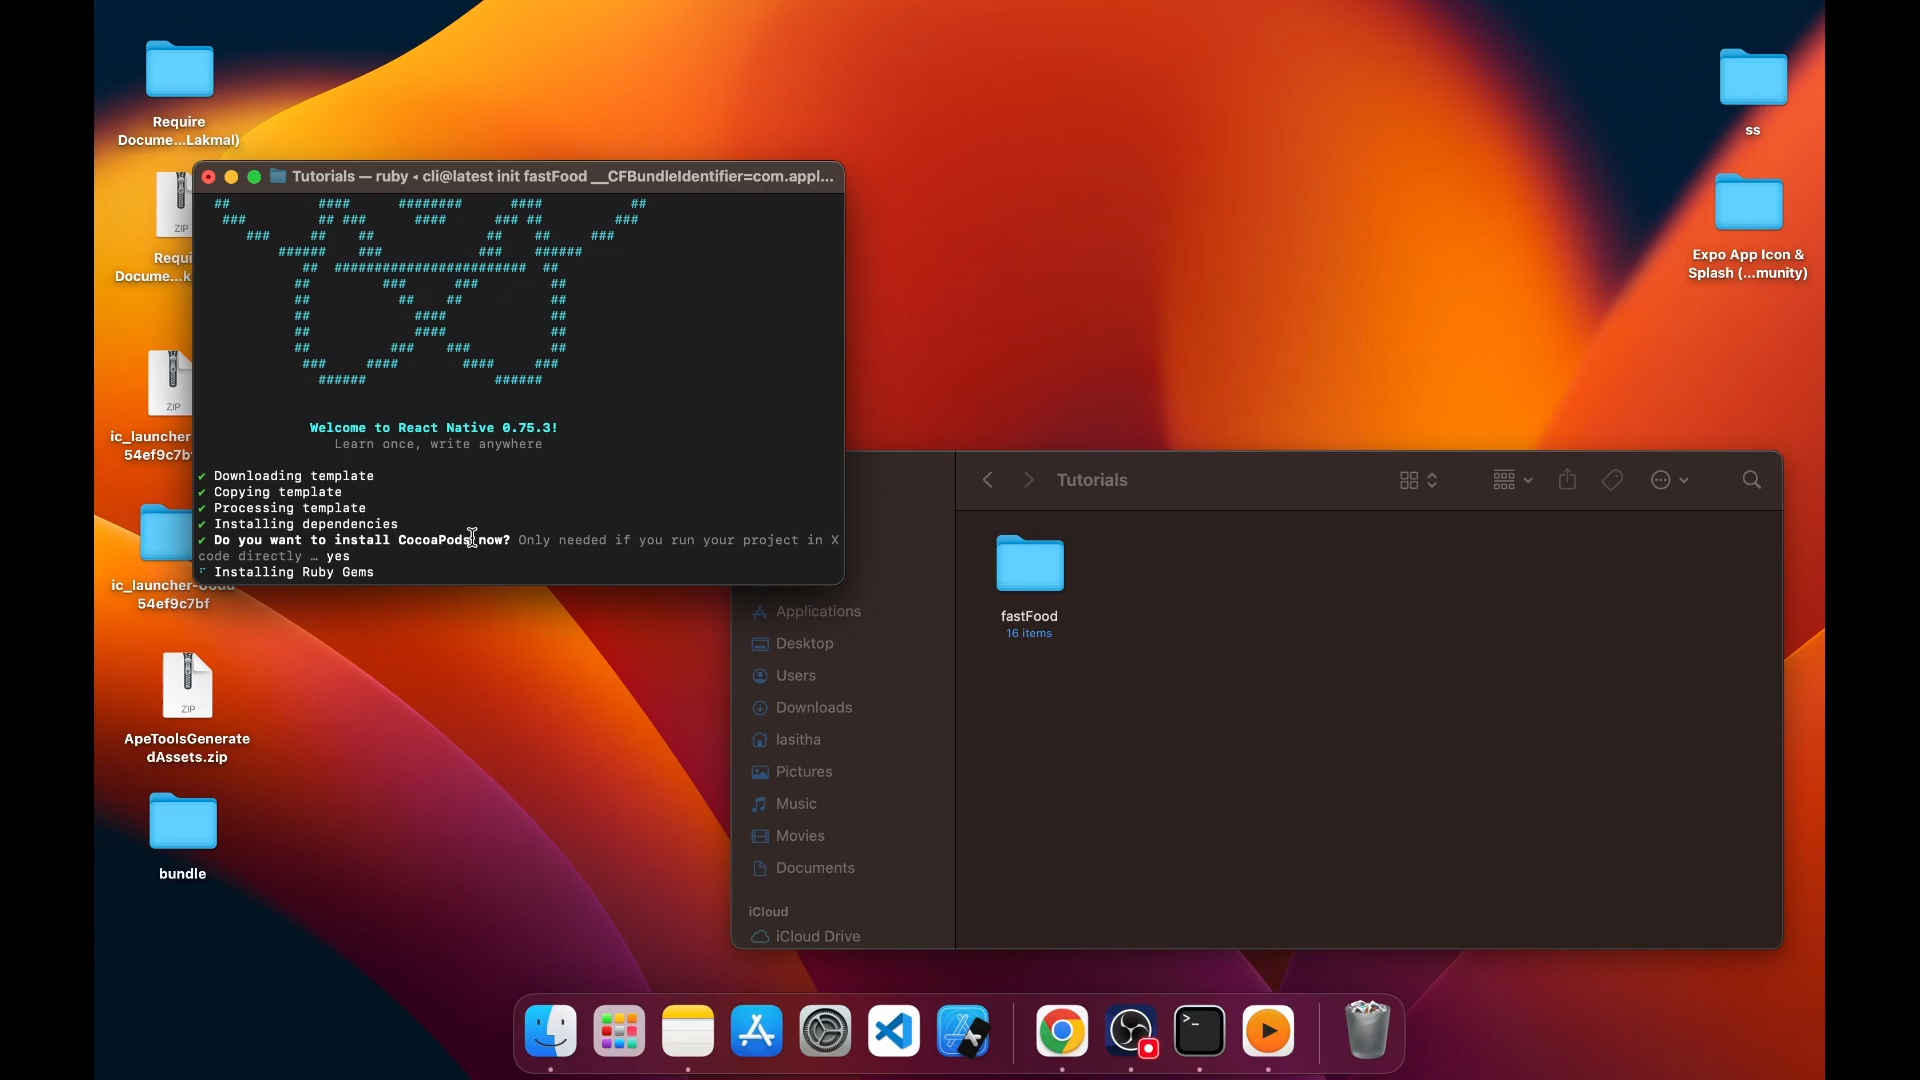 Require
Docume...Lakmal)
ZIP
Requi
Docume...k
ZIP
ic_launcher
54ef9c7b
ic_launcher-
54ef9c7bf
ZIP
ApeToolsGenerate
dAssets.zip
bundle
ss
Expo App Icon &
Splash (...munity)
Tutorials — ruby ◂ cli@latest init fastFood __CFBundleIdentifier=com.appl...
## #### ######## #### ##
### ## ### #### ### ## ###
### ## ## ## ## ###
###### ### ### ######
## ######################## ##
## ### ### ##
## ## ## ##
## #### ##
## #### ##
## ### ### ##
### #### #### ###
###### ######
Welcome to React Native 0.75.3!
Learn once, write anywhere
✔ Downloading template
✔ Copying template
✔ Processing template
✔ Installing dependencies
✔ Do you want to install CocoaPods now? Only needed if you run your project in X
code directly … yes
Installing Ruby Gems
Tutorials
fastFood
16 items
Applications
Desktop
Users
Downloads
lasitha
Pictures
Music
Movies
Documents
iCloud
iCloud Drive
>_